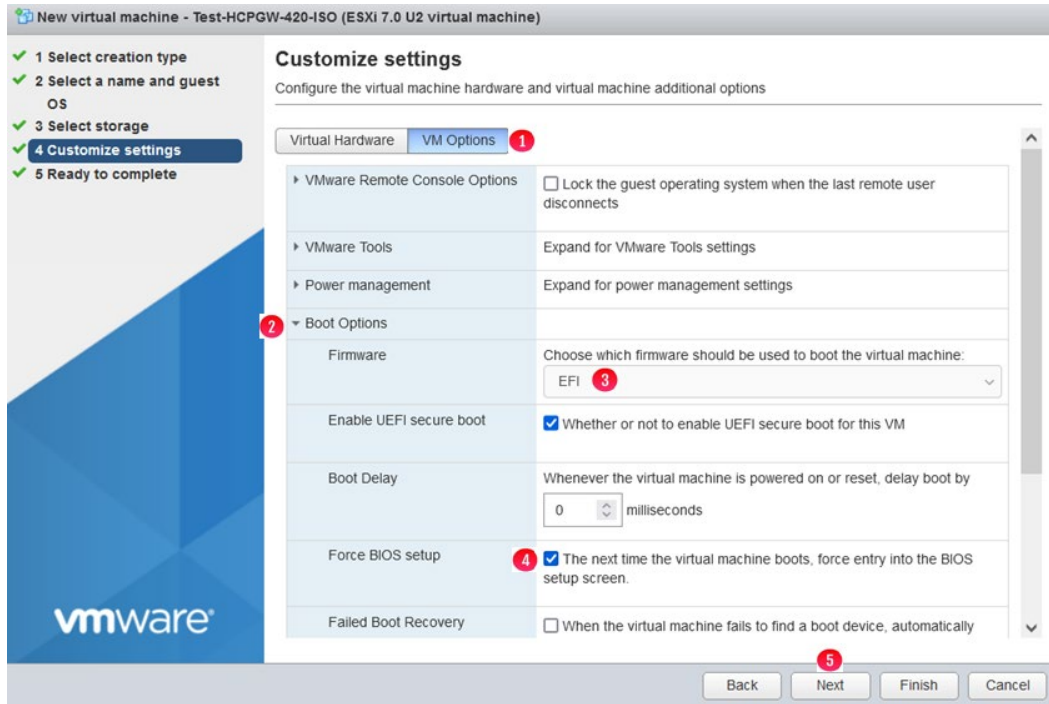 New virtual machine - Test-HCPGW-420-ISO (ESXi 7.0 U2 virtual machine)
1 Select creation type
2 Select a name and guest
OS
3 Select storage
4 Customize settings
5 Ready to complete
vmware®
Customize settings
Configure the virtual machine hardware and virtual machine additional options
Virtual Hardware VM Options 1
VMware Remote Console Options
Lock the guest operating system when the last remote user
disconnects
VMware Tools Expand for VMware Tools settings
Power management Expand for power management settings
2 Boot Options
Firmware Choose which firmware should be used to boot the virtual machine:
EFI 3
Enable UEFI secure boot Whether or not to enable UEFI secure boot for this VM
Boot Delay Whenever the virtual machine is powered on or reset, delay boot by
0 milliseconds
Force BIOS setup 4 The next time the virtual machine boots, force entry into the BIOS
setup screen.
Failed Boot Recovery When the virtual machine fails to find a boot device, automatically
5
Back Next Finish Cancel